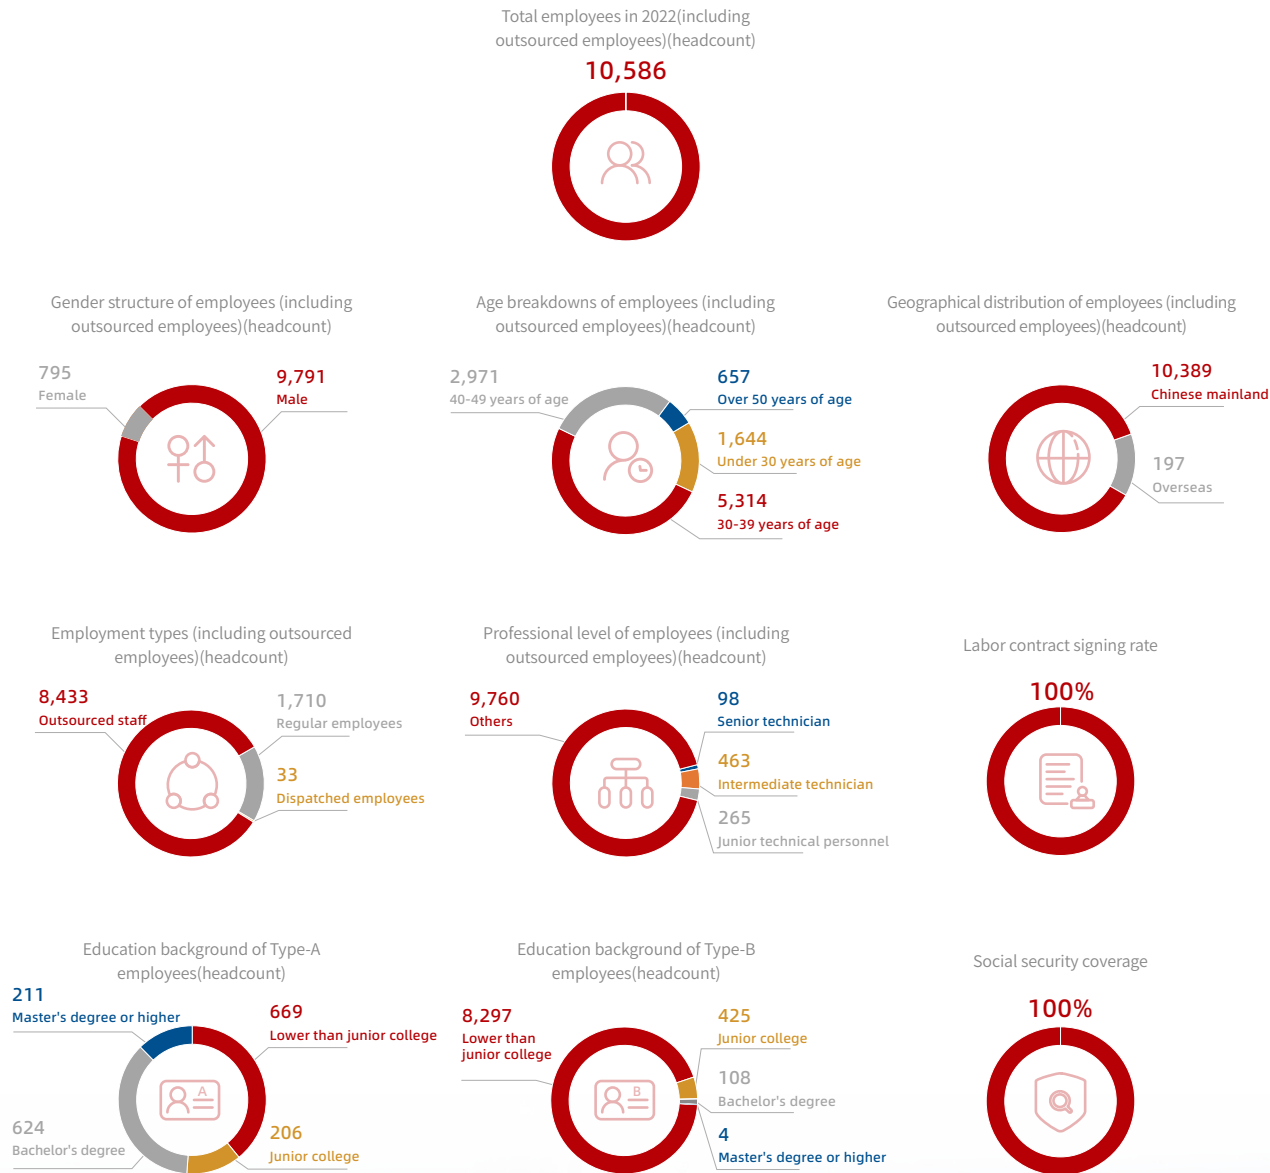 Total employees in 2022(including
outsourced employees)(headcount)
10,586
Gender structure of employees (including
outsourced employees)(headcount)
795
Female
9,791
Male
Age breakdowns of employees (including
outsourced employees)(headcount)
2,971
40-49 years of age
657
Over 50 years of age
1,644
Under 30 years of age
5,314
30-39 years of age
Geographical distribution of employees (including
outsourced employees)(headcount)
10,389
Chinese mainland
197
Overseas
Employment types (including outsourced
employees)(headcount)
8,433
Outsourced staff
1,710
Regular employees
33
Dispatched employees
Professional level of employees (including
outsourced employees)(headcount)
9,760
Others
98
Senior technician
463
Intermediate technician
265
Junior technical personnel
Labor contract signing rate
100%
Education background of Type-A
employees(headcount)
211
Master's degree or higher
669
Lower than junior college
A
624
Bachelor's degree
206
Junior college
Education background of Type-B
employees(headcount)
8,297
Lower than
junior college
425
Junior college
B
108
Bachelor's degree
4
Master's degree or higher
Social security coverage
100%